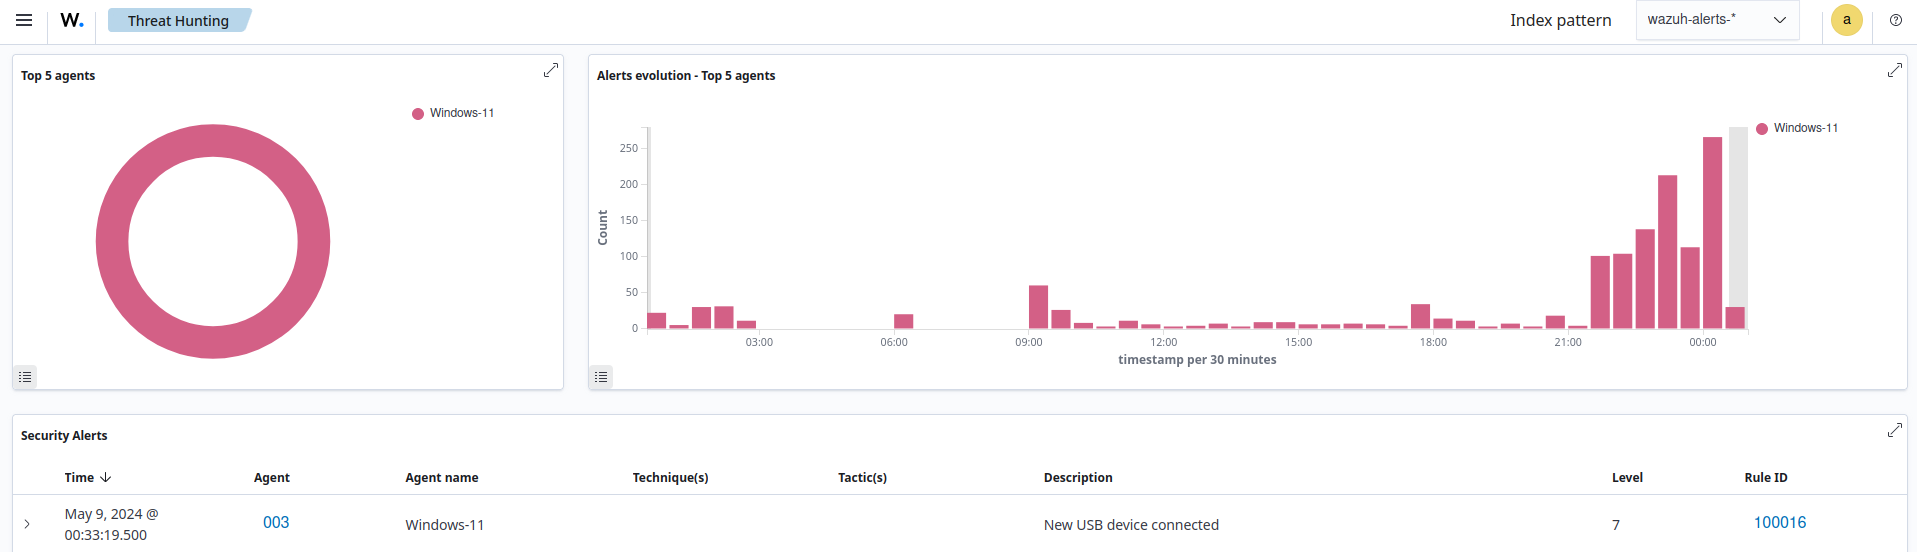 W. Threat Hunting Index pattern wazuh-alerts-* a
Top 5 agents
Windows-11
Alerts evolution - Top 5 agents
Windows-11
Count
250
200
150
100
50
0
03:00 06:00 09:00 12:00 15:00 18:00 21:00 00:00
timestamp per 30 minutes
Security Alerts
Time Agent Agent name Technique(s) Tactic(s) Description Level Rule ID
May 9, 2024 @
00:33:19.500
003 Windows-11 New USB device connected 7 100016